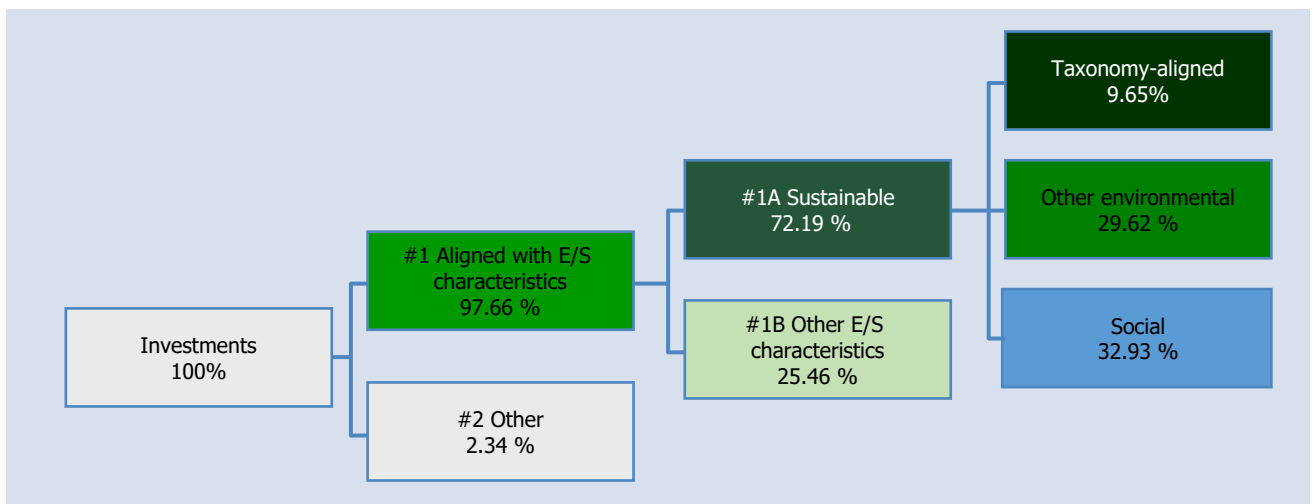 Investments
100%
#1 Aligned with E/S
characteristics
97.66 %
#2 Other
2.34 %
#1A Sustainable
72.19 %
#1B Other E/S
characteristics
25.46 %
Taxonomy-aligned
9.65%
Other environmental
29.62 %
Social
32.93 %